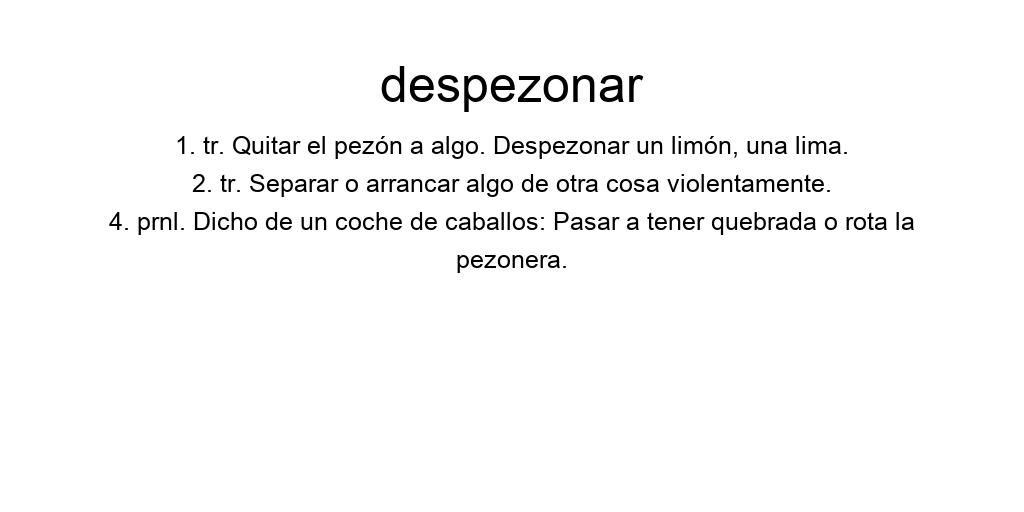 despezonar
1. tr. Quitar el pezón a algo. Despezonar un limón, una lima.
2. tr. Separar o arrancar algo de otra cosa violentamente.
4. prnl. Dicho de un coche de caballos: Pasar a tener quebrada o rota la
pezonera.